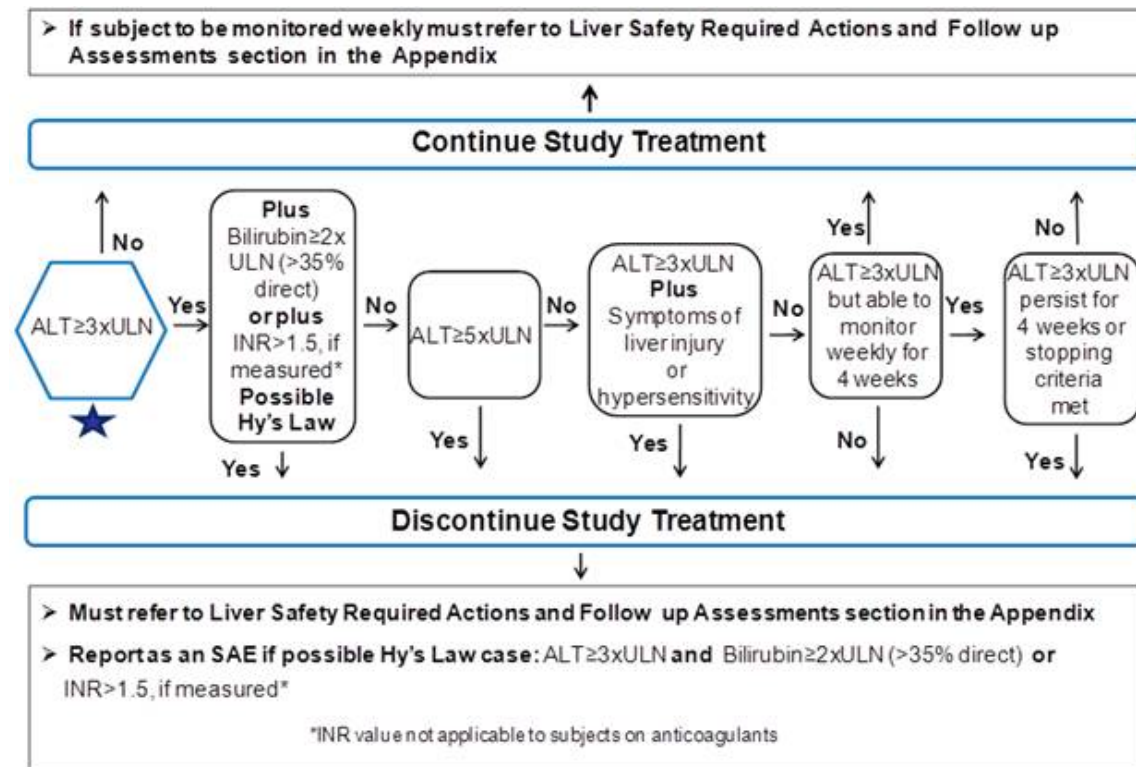 ➢ If subject to be monitored weekly must refer to Liver Safety Required Actions and Follow up
Assessments section in the Appendix
Continue Study Treatment
No
ALT≥3xULN
Yes
Plus
Bilirubin≥2x
ULN (>35%
direct)
or plus
INR>1.5, if
measured*
Possible
Hy's Law
Yes
No
ALT≥5xULN
Yes
No
ALT≥3xULN
Plus
Symptoms of
liver injury
or
hypersensitivity
Yes
No
Yes
ALT≥3xULN
but able to
monitor
weekly for
4 weeks
No
Yes
No
ALT≥3xULN
persist for
4 weeks or
stopping
criteria
met
Yes
Discontinue Study Treatment
➢ Must refer to Liver Safety Required Actions and Follow up Assessments section in the Appendix
➢ Report as an SAE if possible Hy's Law case: ALT≥3xULN and Bilirubin≥2xULN (>35% direct) or
INR>1.5, if measured*
*INR value not applicable to subjects on anticoagulants